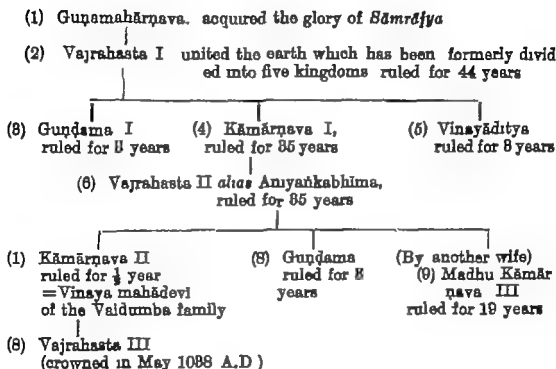 (1) Guṇamahārṇava. acquired the glory of Sāmrājya
(2) Vajrahasta I united the earth which has been formerly divid
ed into five kingdoms ruled for 44 years
(3) Guṇḍama I (4) Kāmārṇava I, (5) Vinayāditya
ruled for 3 years ruled for 35 years ruled for 3 years
(6) Vajrahasta II alias Aniyaṅkabhīma,
ruled for 35 years
(1) Kāmārṇava II (8) Guṇḍama (By another wife)
ruled for ½ year ruled for 3 (9) Madhu Kāmār
=Vinaya mahādevi years ṇava III
of the Vaidumba family ruled for 19 years
(8) Vajrahasta III
(crowned in May 1038 A.D )